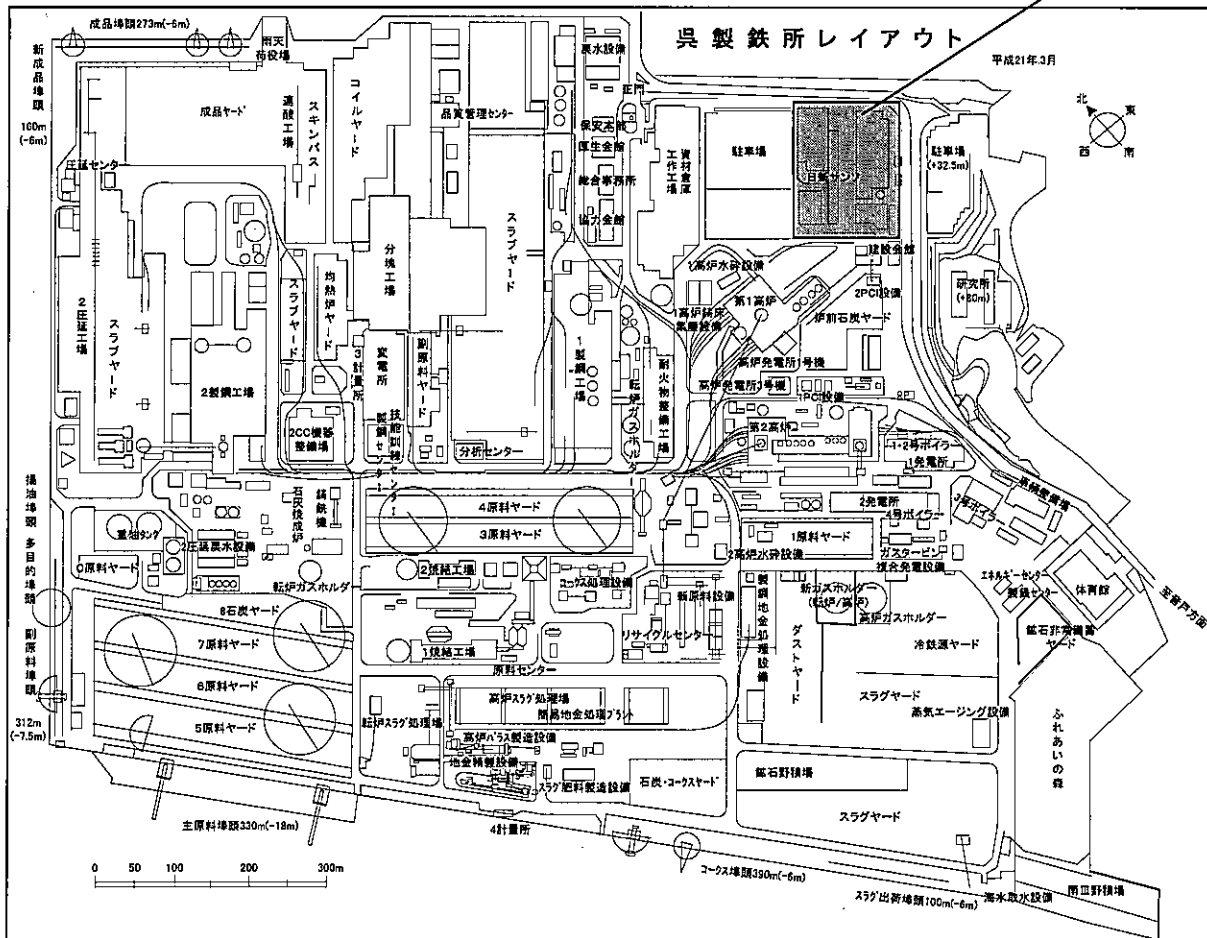 呉製鉄所レイアウト
平成21年.3月
北
東
西
南
成品埠頭273m(-6m)
新成品埠頭
160m
(-6m)
雨天
荷役場
成品ヤード
連酸工場
スキンパス
コイルヤード
品質管理センター
戻水設備
正門
保安本部
厚生会館
総合事務所
協力会館
資材倉庫
工作工場
駐車場
日新サンソ
駐車場
(+32.5m)
圧延センター
2圧延工場
スラブヤード
2製鋼工場
スラブヤード
均熱炉ヤード
分塊工場
スラブヤード
3計量所
変電所
副原料ヤード
1製鋼工場
転炉ガスホルダー
耐火物整備工場
1高炉水砕設備
第1高炉
1高炉鋳床
集塵設備
建設会館
2PCI設備
炉前石炭ヤード
研究所
(+60m)
高炉発電所1号機
1PCI設備
第2高炉
1・2号ボイラー
1発電所
2発電所
4号ボイラー
3号ボイラー
2CC機器
整備場
製鋼センター
技能訓練センター
分析センター
揚油埠頭
多目的埠頭
副原料埠頭
312m
(-7.5m)
重油タンク
2圧延戻水設備
石灰焼成炉
鋳銑機
4原料ヤード
3原料ヤード
2高炉水砕設備
1原料ヤード
ガスタービン
複合発電設備
0原料ヤード
転炉ガスホルダー
2焼結工場
コークス処理設備
新原料設備
製鋼地金処理設備
新ガスホルダー
(転炉/高炉)
高炉ガスホルダー
エネルギーセンター
製銑センター
体育館
至音戸方面
8石炭ヤード
7原料ヤード
6原料ヤード
5原料ヤード
1焼結工場
原料センター
リサイクルセンター
ダストヤード
冷鉄源ヤード
鉱石非常備蓄
ヤード
転炉スラグ処理場
高炉スラグ処理場
簡易地金処理プラント
スラグヤード
蒸気エージング設備
ふれあいの森
高炉バラス製造設備
地金精製設備
スラグ肥料製造設備
石炭・コークスヤード
鉱石野積場
スラグヤード
主原料埠頭330m(-18m)
4計量所
コークス埠頭390m(-6m)
スラグ出荷埠頭100m(-6m)
海水取水設備
南皿野積場
0 50 100 200 300m